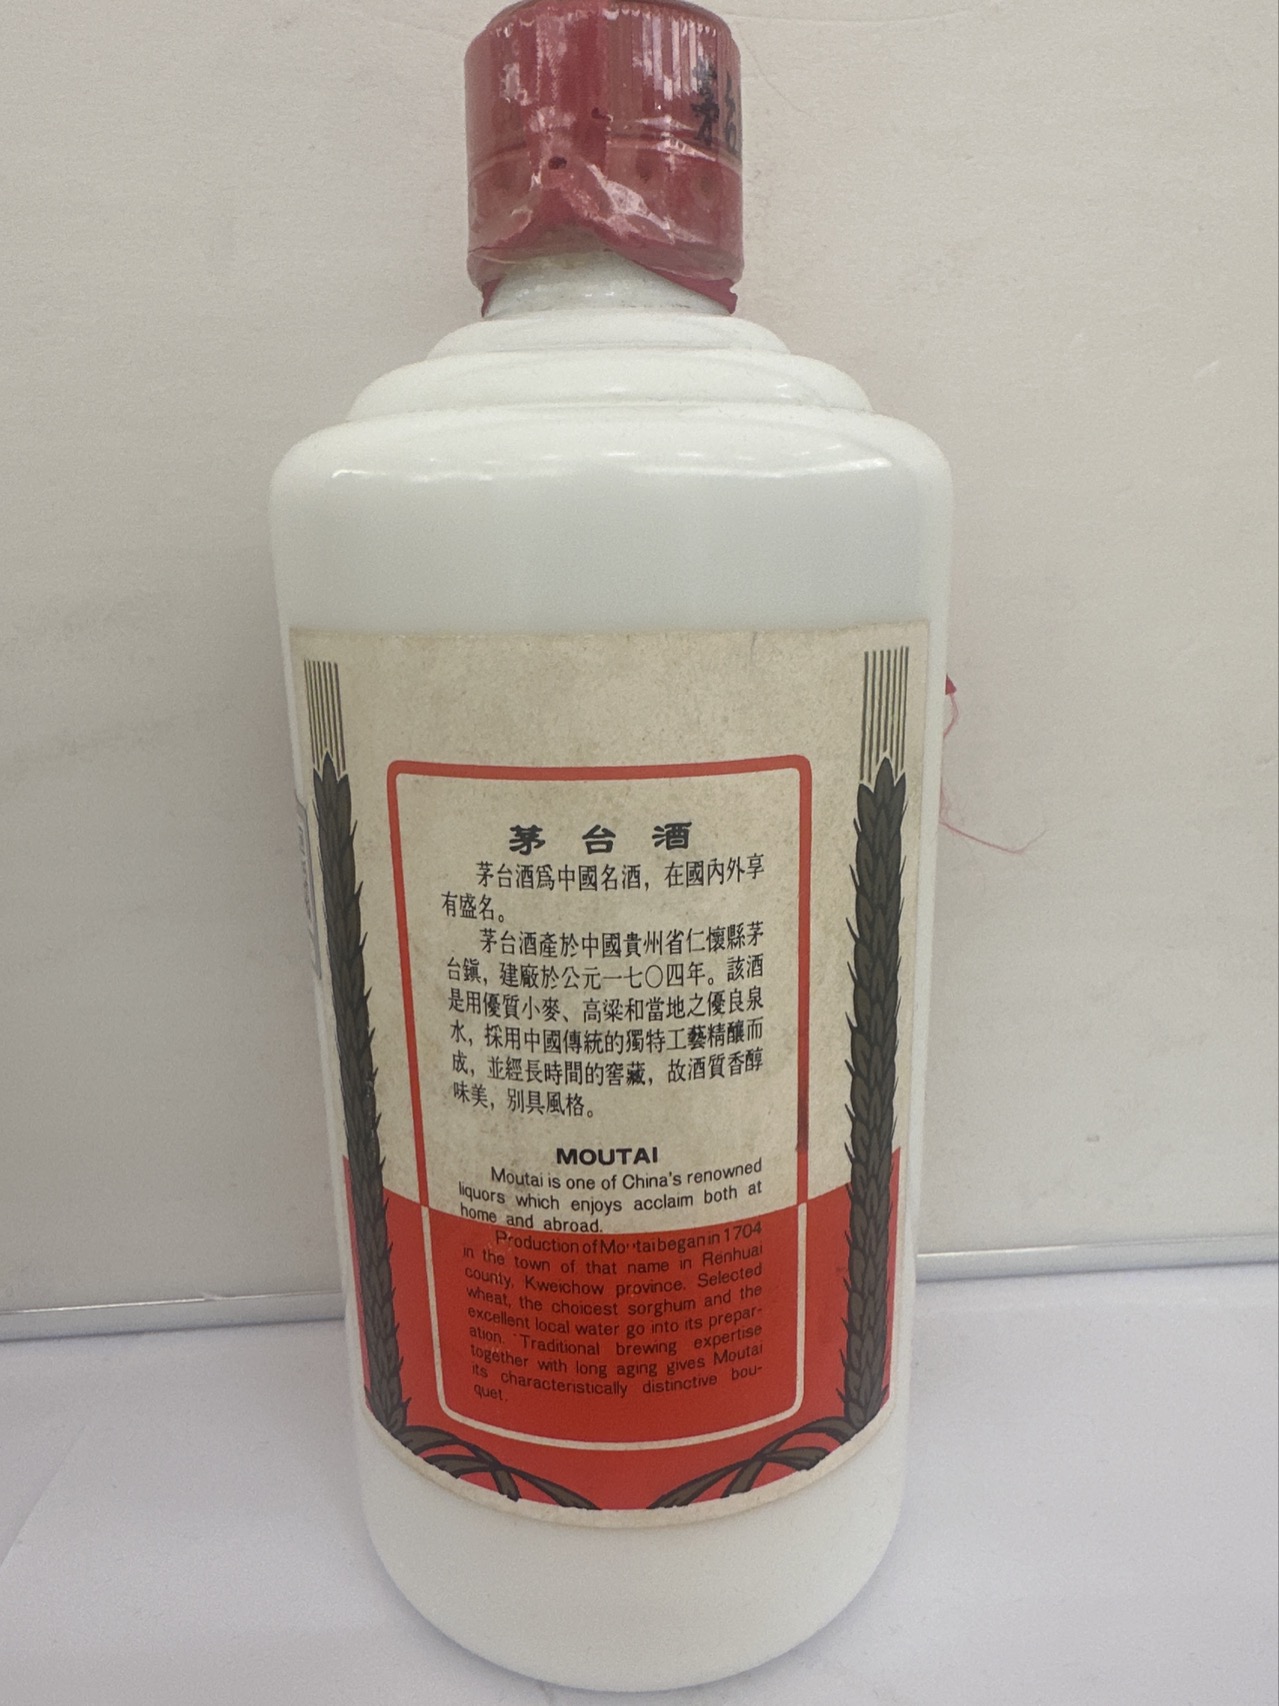 茅台
茅台酒
茅台酒爲中國名酒，在國內外享
有盛名。
茅台酒產於中國貴州省仁懷縣茅
台鎭，建廠於公元一七〇四年。該酒
是用優質小麥、高粱和當地之優良泉
水，採用中國傳統的獨特工藝精釀而
成，並經長時間的窖藏，故酒質香醇
味美，别具風格。
MOUTAI
Moutai is one of China's renowned
liquors which enjoys acclaim both at
home and abroad.
Production of Moutai began in 1704
in the town of that name in Renhuai
county, Kweichow province. Selected
wheat, the choicest sorghum and the
excellent local water go into its prepar-
ation. Traditional brewing expertise
together with long aging gives Moutai
its characteristically distinctive bou-
quet.